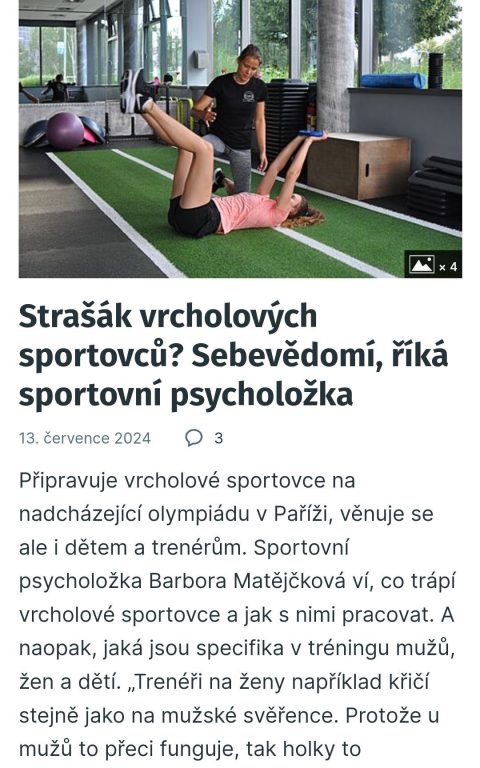 × 4
Strašák vrcholových
sportovců? Sebevědomí, říká
sportovní psycholožka
13. července 2024 3
Připravuje vrcholové sportovce na
nadcházející olympiádu v Paříži, věnuje se
ale i dětem a trenérům. Sportovní
psycholožka Barbora Matějčková ví, co trápí
vrcholové sportovce a jak s nimi pracovat. A
naopak, jaká jsou specifika v tréningu mužů,
žen a dětí. „Trenéři na ženy například křičí
stejně jako na mužské svěřence. Protože u
mužů to přeci funguje, tak holky to